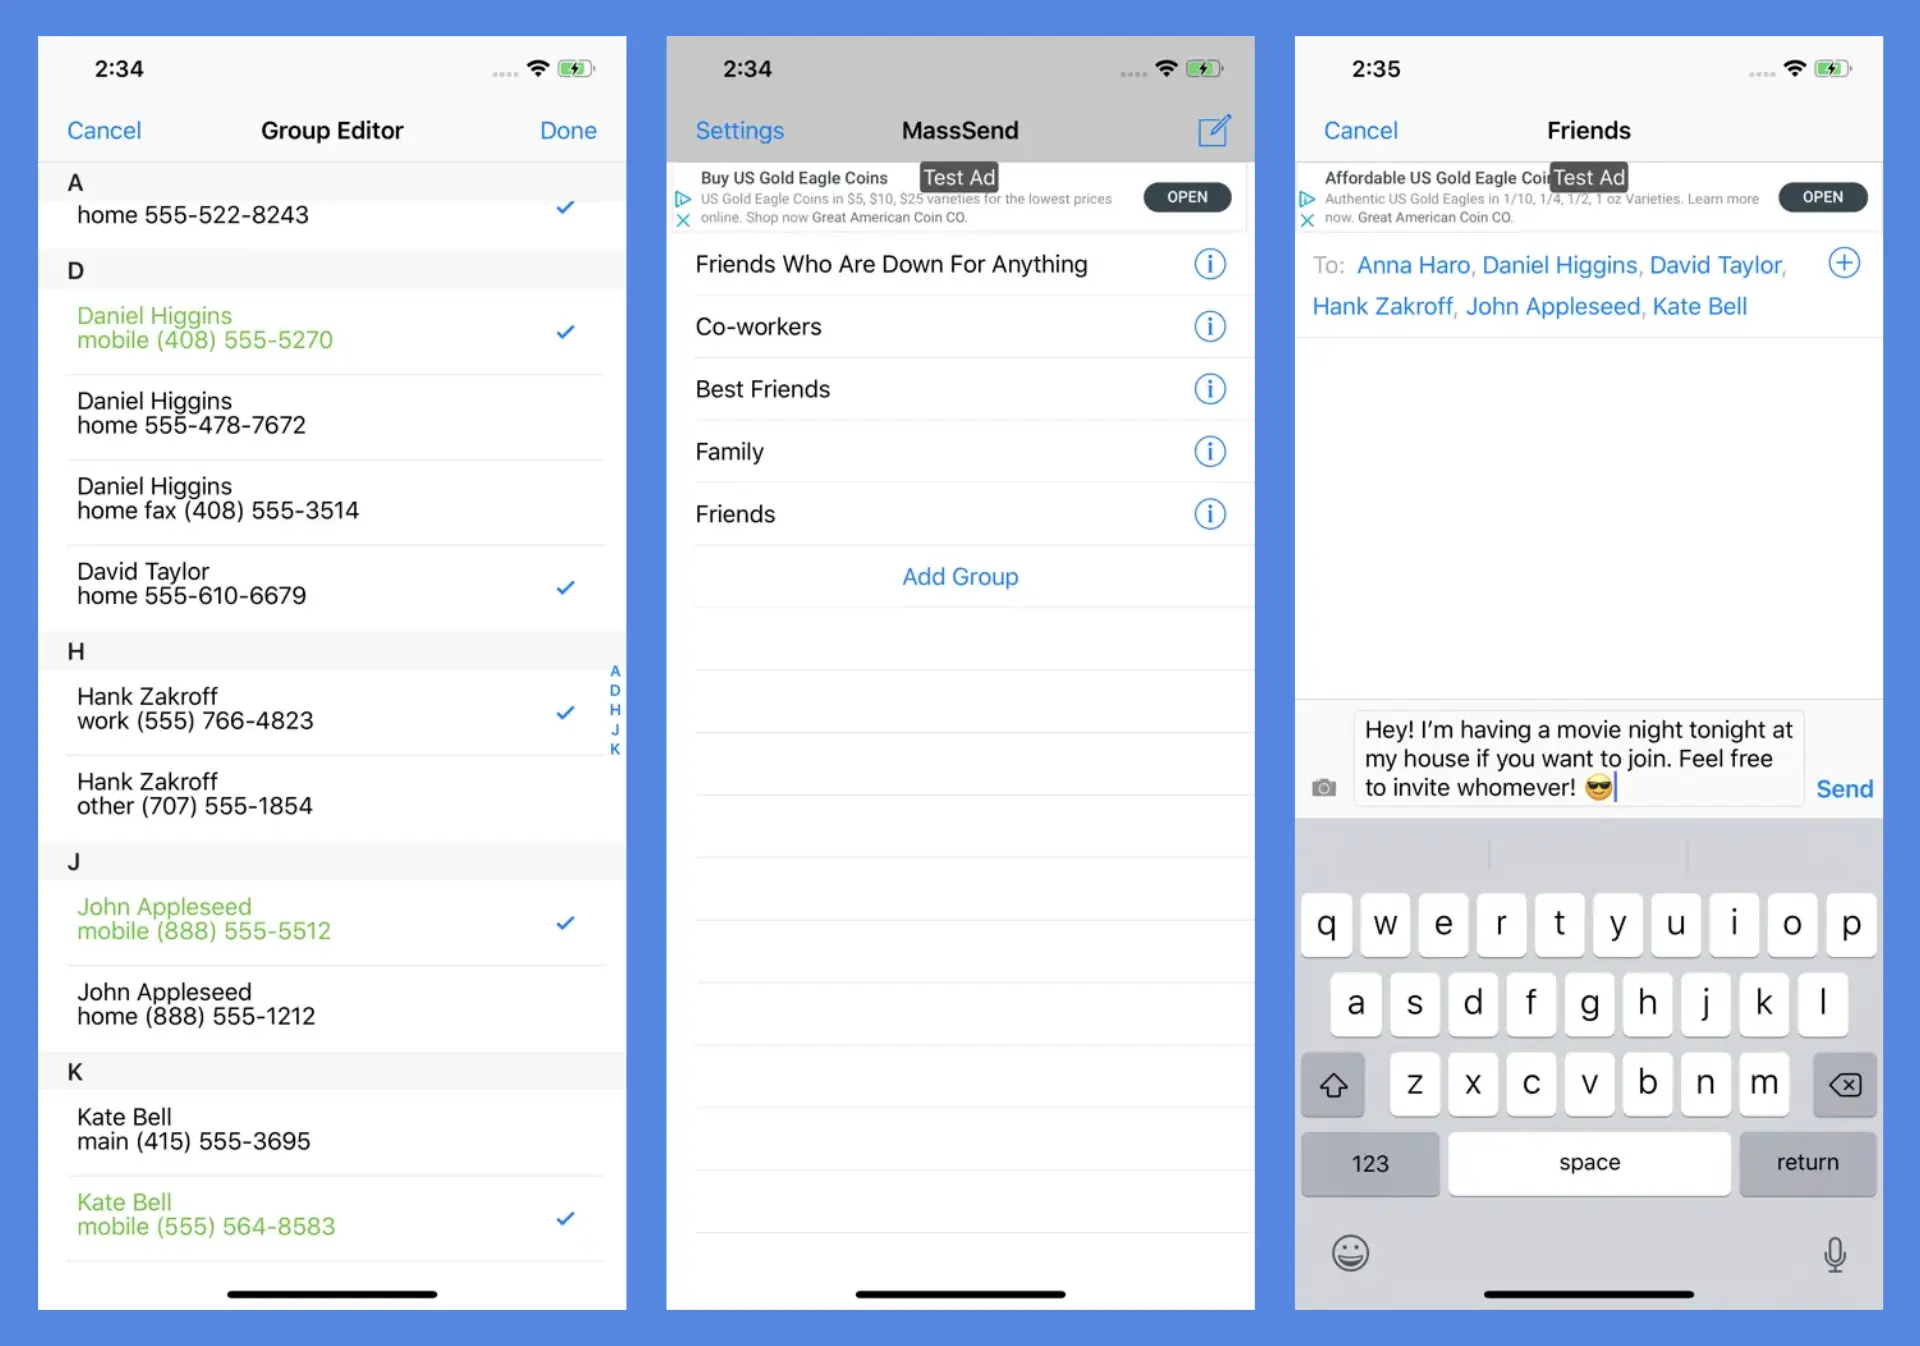 2:34
Cancel
Group Editor
Done
A
home 555-522-8243
D
Daniel Higgins
mobile (408) 555-5270
Daniel Higgins
home 555-478-7672
Daniel Higgins
home fax (408) 555-3514
David Taylor
home 555-610-6679
H
Hank Zakroff
work (555) 766-4823
Hank Zakroff
other (707) 555-1854
J
John Appleseed
mobile (888) 555-5512
John Appleseed
home (888) 555-1212
K
Kate Bell
main (415) 555-3695
Kate Bell
mobile (555) 564-8583
A
D
H
J
K
2:34
Settings
MassSend
Test Ad
Buy US Gold Eagle Coins
US Gold Eagle Coins in $5, $10, $25 varieties for the lowest prices
online. Shop now Great American Coin CO.
OPEN
Friends Who Are Down For Anything
Co-workers
Best Friends
Family
Friends
Add Group
2:35
Cancel
Friends
Test Ad
Affordable US Gold Eagle Coi
Authentic US Gold Eagles in 1/10, 1/4, 1/2, 1 oz Varieties. Learn more
now. Great American Coin CO.
OPEN
To: Anna Haro, Daniel Higgins, David Taylor,
Hank Zakroff, John Appleseed, Kate Bell
Hey! I'm having a movie night tonight at
my house if you want to join. Feel free
to invite whomever! 😎
Send
q w e r t y u i o p
a s d f g h j k l
z x c v b n m
123 space return